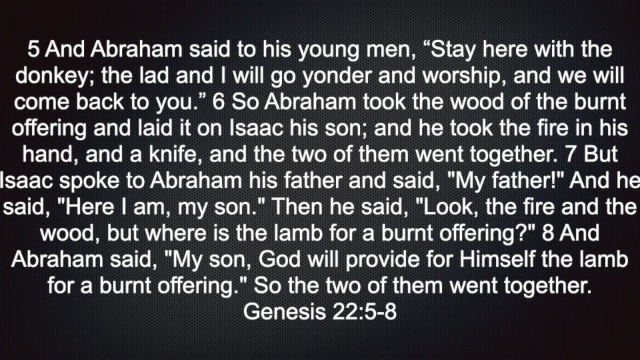 5 And Abraham said to his young men, “Stay here with the
donkey; the lad and I will go yonder and worship, and we will
come back to you.” 6 So Abraham took the wood of the burnt
offering and laid it on Isaac his son; and he took the fire in his
hand, and a knife, and the two of them went together. 7 But
Isaac spoke to Abraham his father and said, "My father!" And he
said, "Here I am, my son." Then he said, "Look, the fire and the
wood, but where is the lamb for a burnt offering?" 8 And
Abraham said, "My son, God will provide for Himself the lamb
for a burnt offering." So the two of them went together.
Genesis 22:5-8